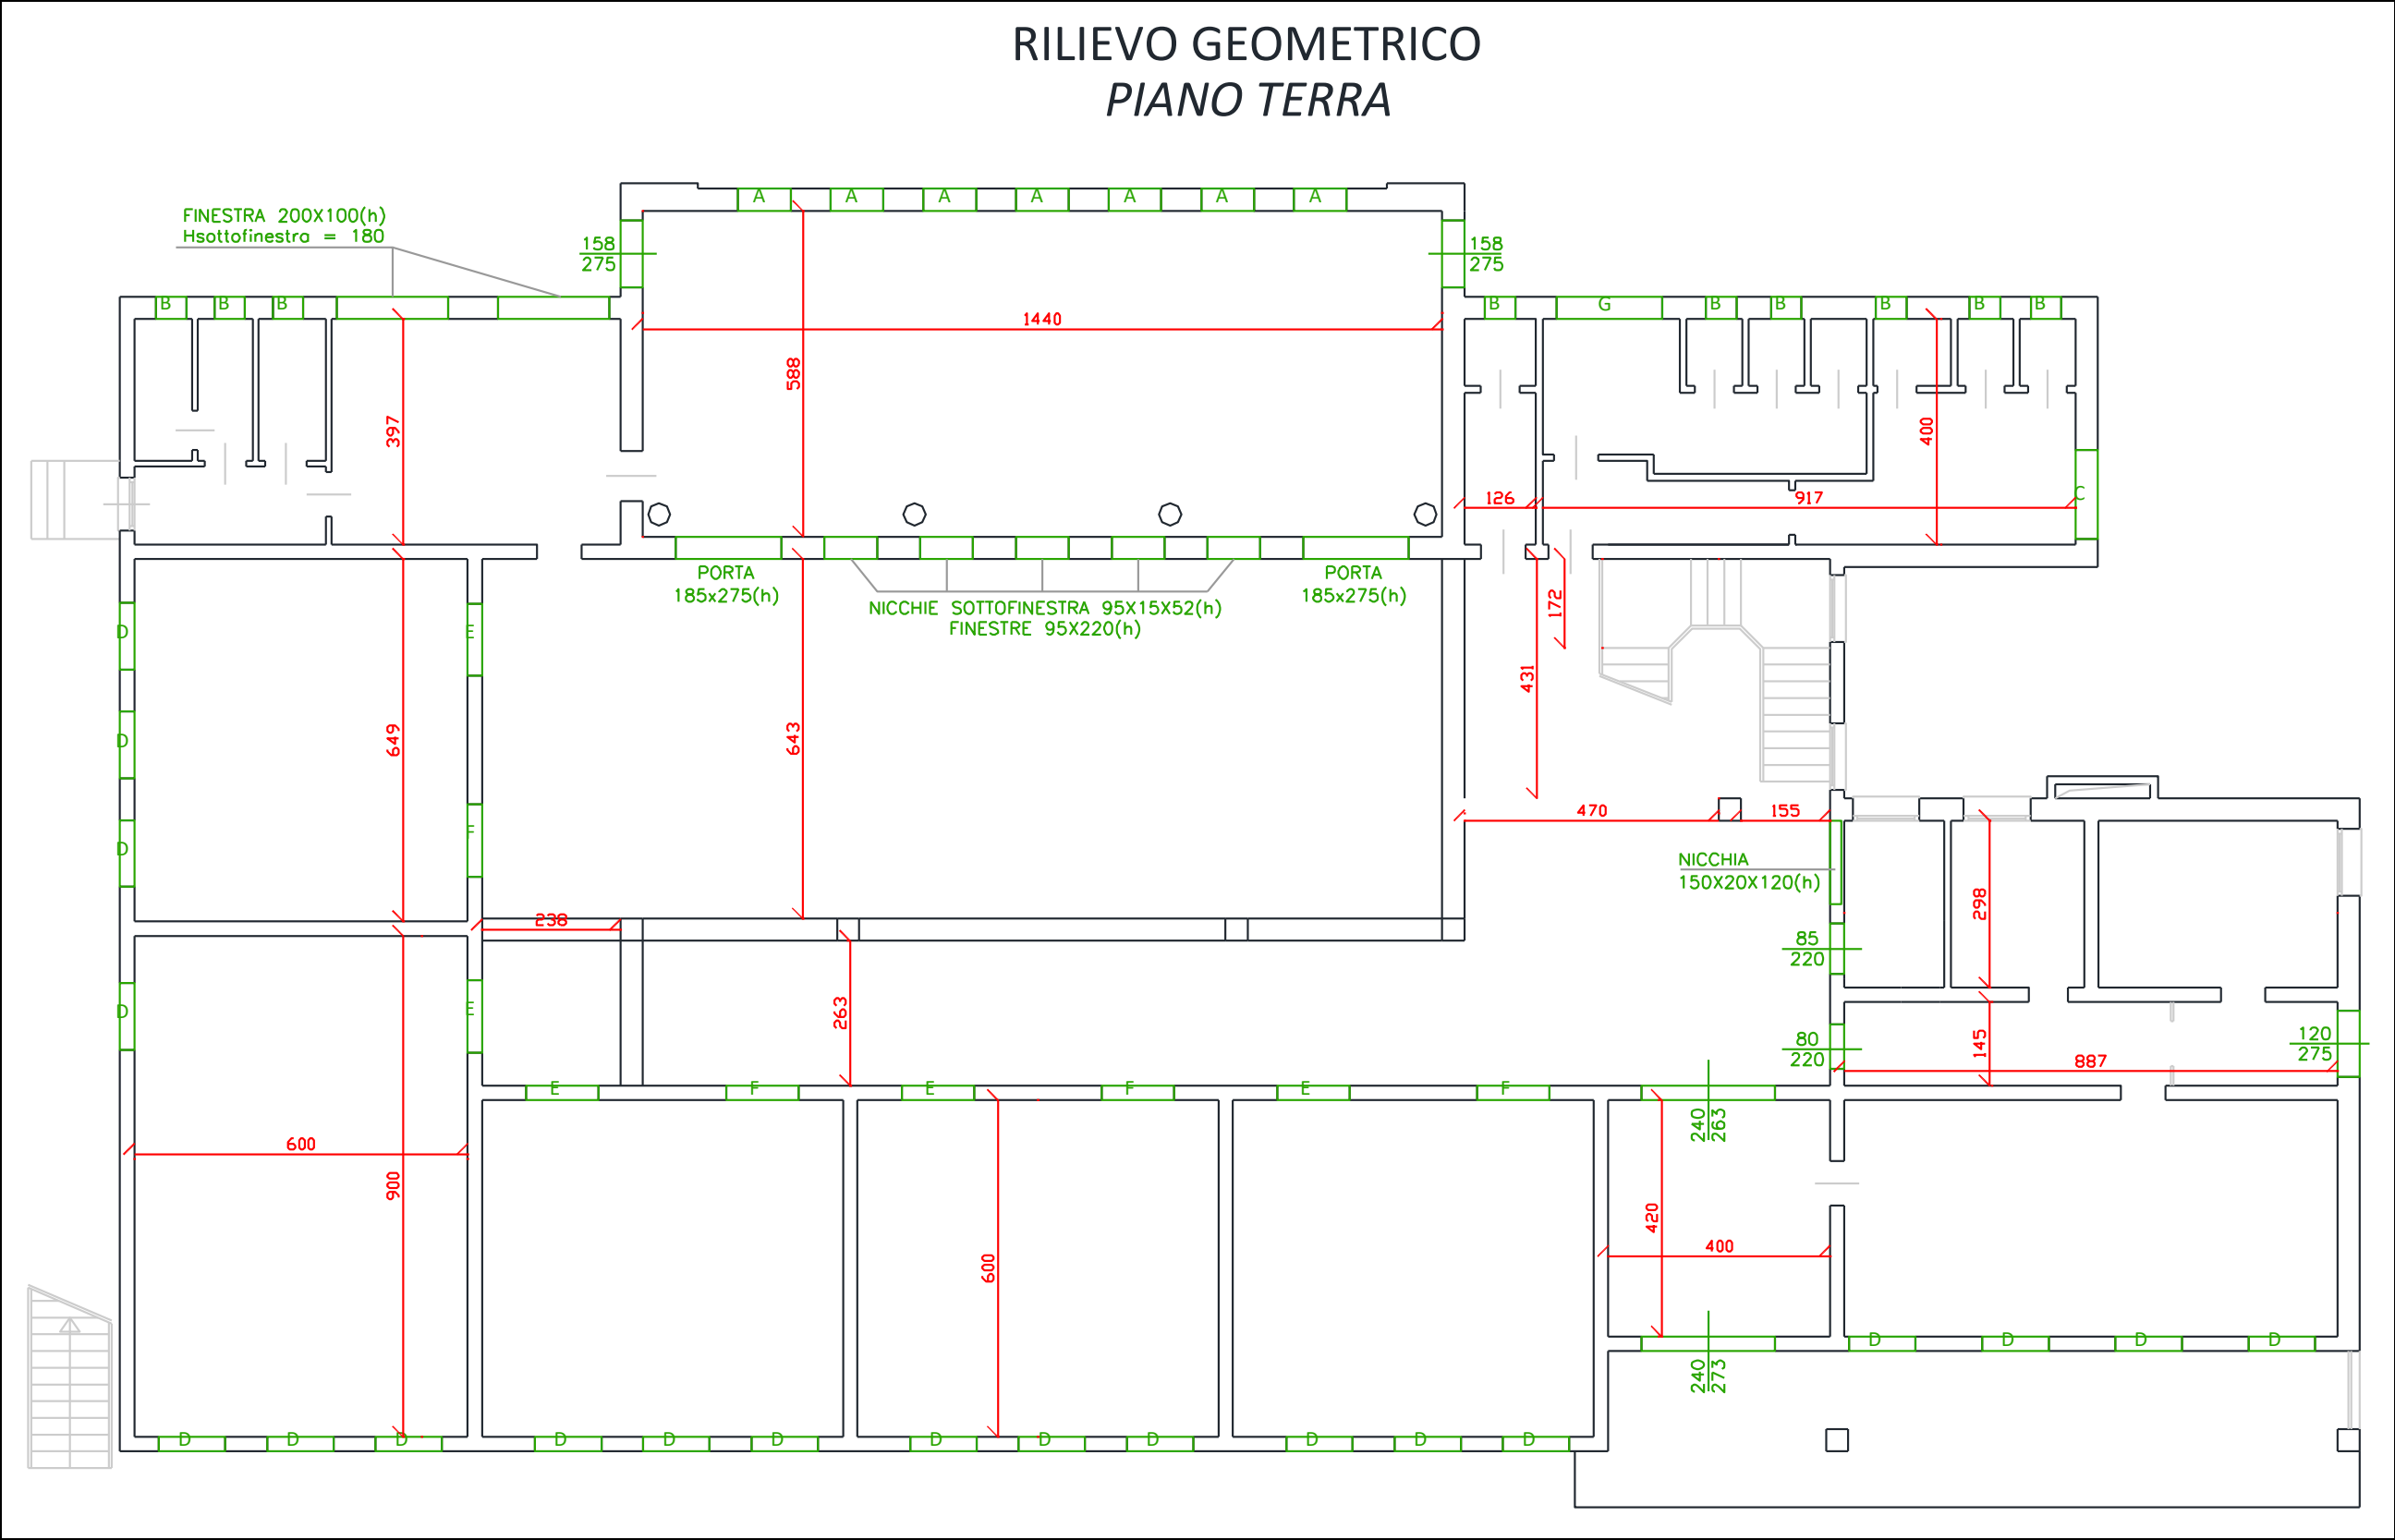 RILIEVO GEOMETRICO
PIANO TERRA
A A A A A A A
FINESTRA 200X100(h)
Hsottofinestra = 180
158
275
158
275
B B B
B G B B B B B
1440
588
397
400
C
126
917
PORTA
185x275(h)
NICCHIE SOTTOFINESTRA 95X15X52(h)
FINESTRE 95X220(h)
PORTA
185x275(h)
172
D
E
431
649
643
D
470
155
D
F
NICCHIA
150X20X120(h)
298
238
85
220
263
D
E
80
220
145
120
275
887
E F E F E F
240
263
600
900
420
400
600
D D D D
240
273
D D D D D D D D D D D D